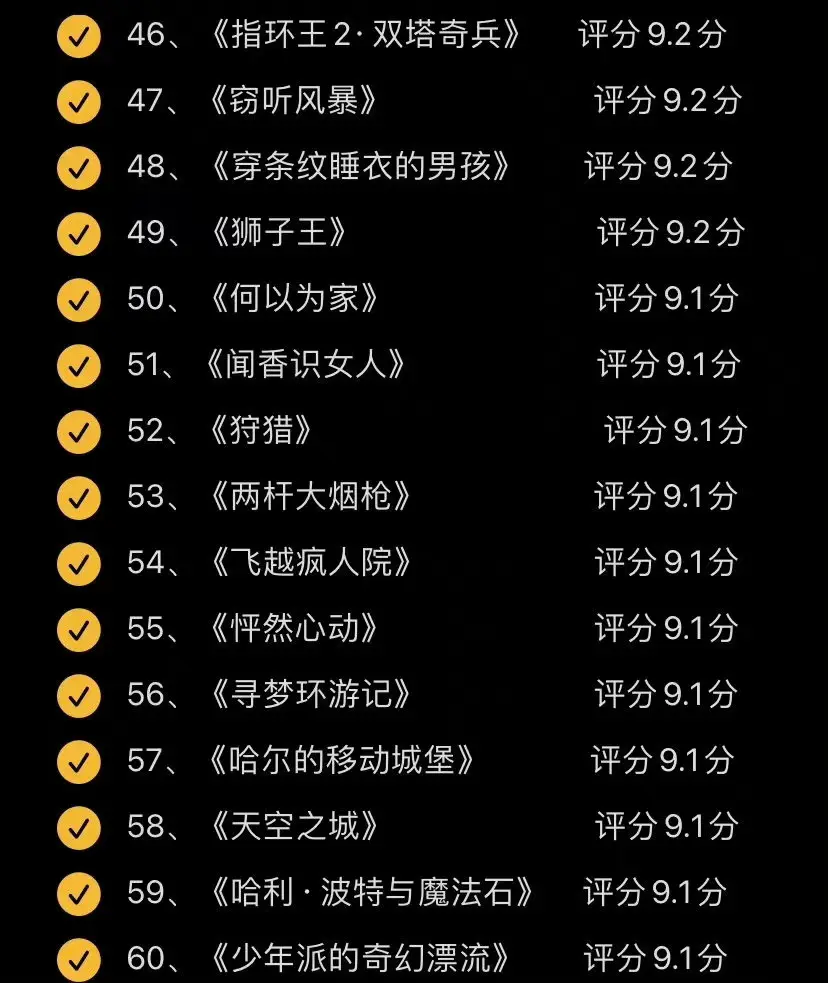 46、《指环王2·双塔奇兵》 评分9.2分
47、《窃听风暴》 评分9.2分
48、《穿条纹睡衣的男孩》 评分9.2分
49、《狮子王》 评分9.2分
50、《何以为家》 评分9.1分
51、《闻香识女人》 评分9.1分
52、《狩猎》 评分9.1分
53、《两杆大烟枪》 评分9.1分
54、《飞越疯人院》 评分9.1分
55、《怦然心动》 评分9.1分
56、《寻梦环游记》 评分9.1分
57、《哈尔的移动城堡》 评分9.1分
58、《天空之城》 评分9.1分
59、《哈利·波特与魔法石》 评分9.1分
60、《少年派的奇幻漂流》 评分9.1分